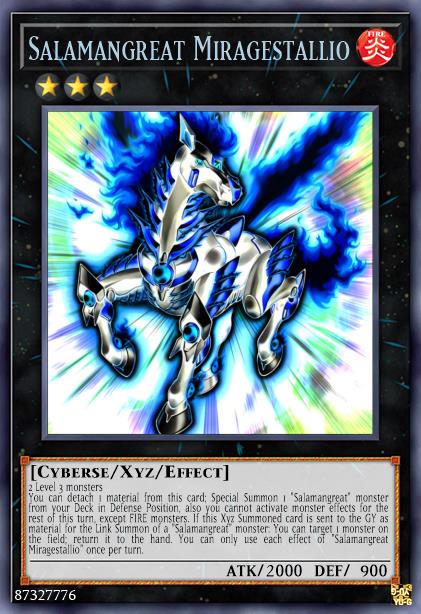 SALAMANGREAT MIRAGESTALLIO
FIRE
炎
[CYBERSE/XYZ/EFFECT]
2 Level 3 monsters
You can detach 1 material from this card; Special Summon 1 "Salamangreat" monster
from your Deck in Defense Position, also you cannot activate monster effects for the
rest of this turn, except FIRE monsters. If this Xyz Summoned card is sent to the GY as
material for the Link Summon of a "Salamangreat" monster: You can target 1 monster on
the field; return it to the hand. You can only use each effect of "Salamangreat
Miragestallio" once per turn.
ATK/2000 DEF/ 900
87327776